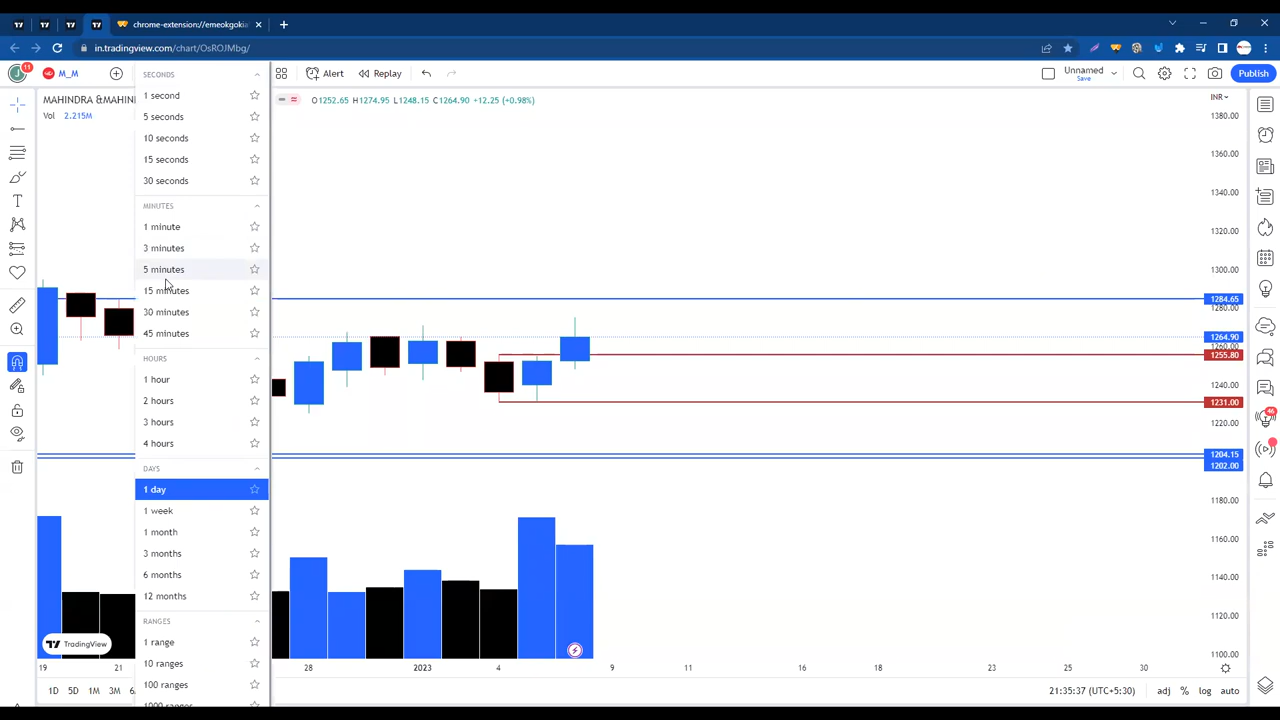 chrome-extension://emeokgokia
in.tradingview.com/chart/OsROJMbg/
11
J
M_M
Alert
Replay
Unnamed
Save
Publish
MAHINDRA &MAHIN
O1252.65 H1274.95 L1248.15 C1264.90 +12.25 (+0.98%)
Vol 2.215M
INR
SECONDS
1 second
5 seconds
10 seconds
15 seconds
30 seconds
MINUTES
1 minute
3 minutes
5 minutes
15 minutes
30 minutes
45 minutes
HOURS
1 hour
2 hours
3 hours
4 hours
DAYS
1 day
1 week
1 month
3 months
6 months
12 months
RANGES
1 range
10 ranges
100 ranges
1000 ranges
1380.00
1360.00
1340.00
1320.00
1300.00
1284.65
1264.90
1260.00
1255.80
1240.00
1231.00
1220.00
1204.15
1202.00
1180.00
1160.00
1140.00
1120.00
1100.00
46
TradingView
19
21
28
2023
4
9
11
16
18
23
25
30
1D 5D 1M 3M
21:35:37 (UTC+5:30)
adj % log auto